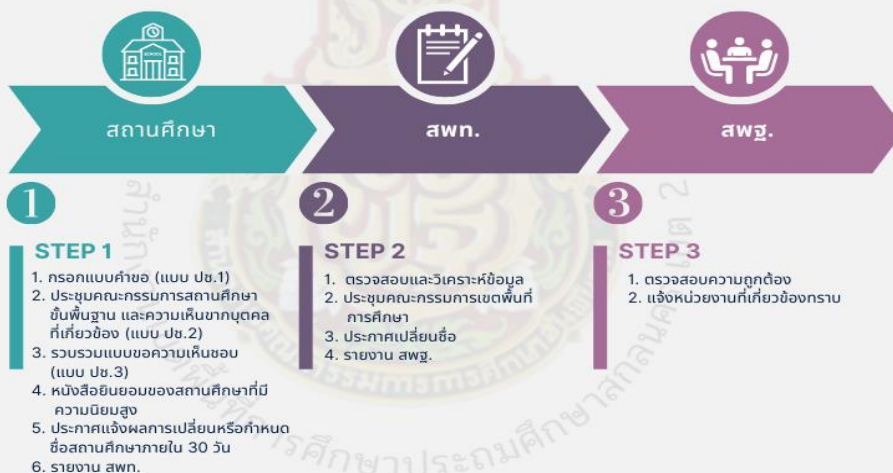 สถานศึกษา
สพท.
สพฐ.
1
STEP 1
1. กรอกแบบคำขอ (แบบ ปช.1)
2. ประชุมคณะกรรมการสถานศึกษา
ขั้นพื้นฐาน และความเห็นขากบุคคล
ที่เกี่ยวข้อง (แบบ ปช.2)
3. รวบรวมแบบขอความเห็นชอบ
(แบบ ปช.3)
4. หนังสือยินยอมของสถานศึกษาที่มี
ความนิยมสูง
5. ประกาศแจ้งผลการเปลี่ยนหรือกำหนด
ชื่อสถานศึกษาภายใน 30 วัน
6. รายงาน สพท.
2
STEP 2
1. ตรวจสอบและวิเคราะห์ข้อมูล
2. ประชุมคณะกรรมการเขตพื้นที่
การศึกษา
3. ประกาศเปลี่ยนชื่อ
4. รายงาน สพฐ.
3
STEP 3
1. ตรวจสอบความถูกต้อง
2. แจ้งหน่วยงานที่เกี่ยวข้องทราบ